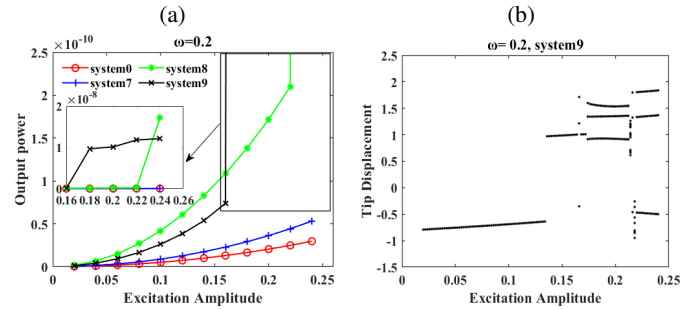 (a)
ω=0.2
×10⁻¹⁰
2.5
2
1.5
1
0.5
0
Output power
system0
system8
system7
system9
2 ×10⁻⁸
1
0
0.16 0.18 0.2 0.22 0.24 0.26
0 0.05 0.1 0.15 0.2 0.25
Excitation Amplitude
(b)
ω= 0.2, system9
2.5
2
1.5
1
0.5
0
-0.5
-1
-1.5
Tip Displacement
0 0.05 0.1 0.15 0.2 0.25
Excitation Amplitude